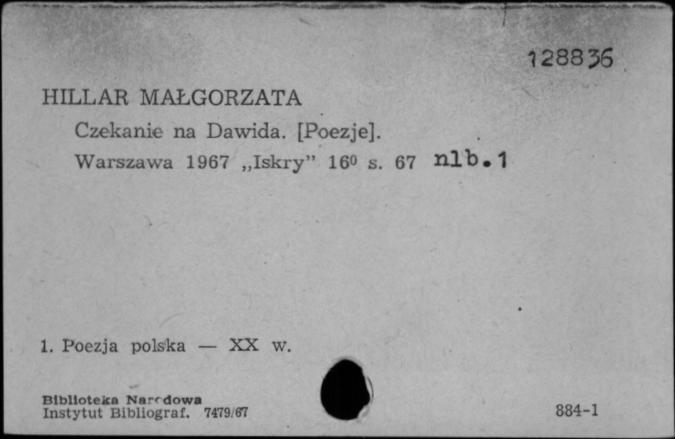 128836
HILLAR MAŁGORZATA
Czekanie na Dawida. [Poezje].
Warszawa 1967 „Iskry” 16⁰ s. 67 nlb.1
1. Poezja polska — XX w.
Biblioteka Narodowa
Instytut Bibliograf. 7479/67
884-1